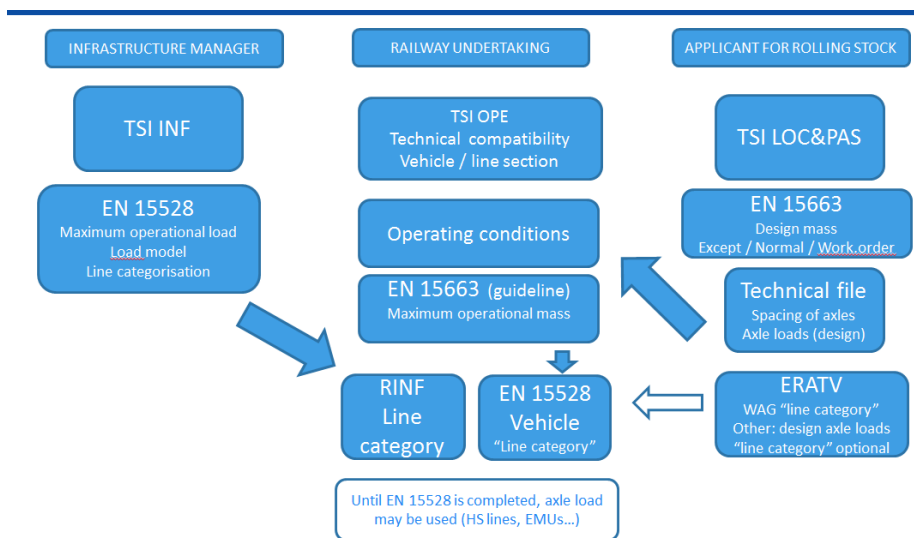 INFRASTRUCTURE MANAGER
RAILWAY UNDERTAKING
APPLICANT FOR ROLLING STOCK
TSI INF
TSI OPE
Technical compatibility
Vehicle / line section
TSI LOC&PAS
EN 15528
Maximum operational load
Load model
Line categorisation
Operating conditions
EN 15663
Design mass
Except / Normal / Work.order
EN 15663 (guideline)
Maximum operational mass
Technical file
Spacing of axles
Axle loads (design)
RINF
Line
category
EN 15528
Vehicle
“Line category”
ERATV
WAG “line category”
Other: design axle loads
“line category” optional
Until EN 15528 is completed, axle load
may be used (HS lines, EMUs...)